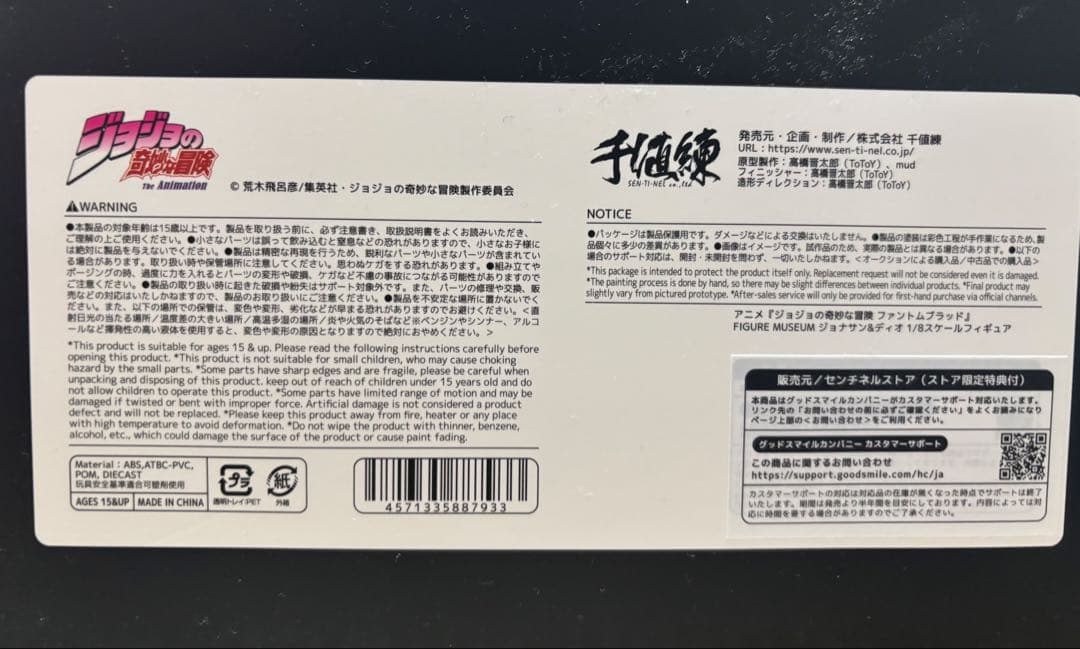 ジョジョの
奇妙な冒険
The Animation
© 荒木飛呂彦/集英社・ジョジョの奇妙な冒険製作委員会
⚠WARNING
●本製品の対象年齢は15歳以上です。製品を取り扱う前に、必ず注意書き、取扱説明書をよくお読みいただき、
ご理解の上ご使用ください。●小さなパーツは誤って飲み込むと窒息などの恐れがありますので、小さなお子様に
は絶対に製品を与えないでください。●製品は精密な再現を行うため、鋭利なパーツや小さなパーツが含まれてい
る場合があります。取り扱い時や保管場所に注意してください。思わぬケガをする恐れがあります。●組み立てや
ポージングの時、過度に力を入れるとパーツの変形や破損、ケガなど不慮の事故につながる可能性がありますので
ご注意ください。●製品の取り扱い時に起きた破損や紛失はサポート対象外です。また、パーツの修理や交換、販
売などの対応はいたしかねますので、製品のお取り扱いにご注意ください。●製品を不安定な場所に置かないでく
ださい。また、以下の場所での保管は、変色や変形、劣化などが早まる恐れがありますのでお避けください。<直
射日光の当たる場所/温度差の大きい場所/高温多湿の場所/炎や火気のそばなど※ベンジンやシンナー、アルコ
ールなど揮発性の高い液体を使用すると、変色や変形の原因となりますので絶対におやめください。>
*This product is suitable for ages 15 & up. Please read the following instructions carefully before
opening this product. *This product is not suitable for small children, who may cause choking
hazard by the small parts. *Some parts have sharp edges and are fragile, please be careful when
unpacking and disposing of this product. keep out of reach of children under 15 years old and do
not allow children to operate this product. *Some parts have limited range of motion and may be
damaged if twisted or bent with improper force. Artificial damage is not considered a product
defect and will not be replaced. *Please keep this product away from fire, heater or any place
with high temperature to avoid deformation. *Do not wipe the product with thinner, benzene,
alcohol, etc., which could damage the surface of the product or cause paint fading.
Material : ABS,ATBC-PVC,
POM, DIECAST
玩具安全基準適合可塑剤使用
AGES 15&UP
MADE IN CHINA
プラ
透明トレイ:PET
紙
外箱
4571335887933
千値練
SEN-TI-NEL co.,ltd
発売元・企画・制作/株式会社 千値練
URL : https://www.sen-ti-nel.co.jp/
原型製作：高橋晋太郎（ToToY）、mud
フィニッシャー：高橋晋太郎（ToToY）
造形ディレクション：高橋晋太郎（ToToY）
NOTICE
●パッケージは製品保護用です。ダメージなどによる交換はいたしません。●製品の塗装は彩色工程が手作業になるため、製
品個々に多少の差異があります。●画像はイメージです。試作品のため、実際の製品とは異なる場合があります。●以下の
場合のサポート対応は、開封・未開封を問わず、一切いたしかねます。<オークションによる購入品/中古店での購入品>
*This package is intended to protect the product itself only. Replacement request will not be considered even it is damaged.
*The painting process is done by hand, so there may be slight differences between individual products. *Final product may
slightly vary from pictured prototype. *After-sales service will only be provided for first-hand purchase via official channels.
アニメ『ジョジョの奇妙な冒険 ファントムブラッド』
FIGURE MUSEUM ジョナサン&ディオ 1/8スケールフィギュア
販売元/センチネルストア（ストア限定特典付）
本商品はグッドスマイルカンパニーがカスタマーサポート対応いたします。
リンク先の「お問い合わせの前に必ずご確認ください」をよくお読みになり
ページ上部の<お問い合わせ>をご利用ください。
グッドスマイルカンパニー カスタマーサポート
この商品に関するお問い合わせ
https://support.goodsmile.com/hc/ja
カスタマーサポートの対応は対応品の在庫が無くなった時点でサポートは終了
いたします。期間は発売より半年間を目安にしております。内容によっては対
応に時間を要する場合がありますのでご了承ください。